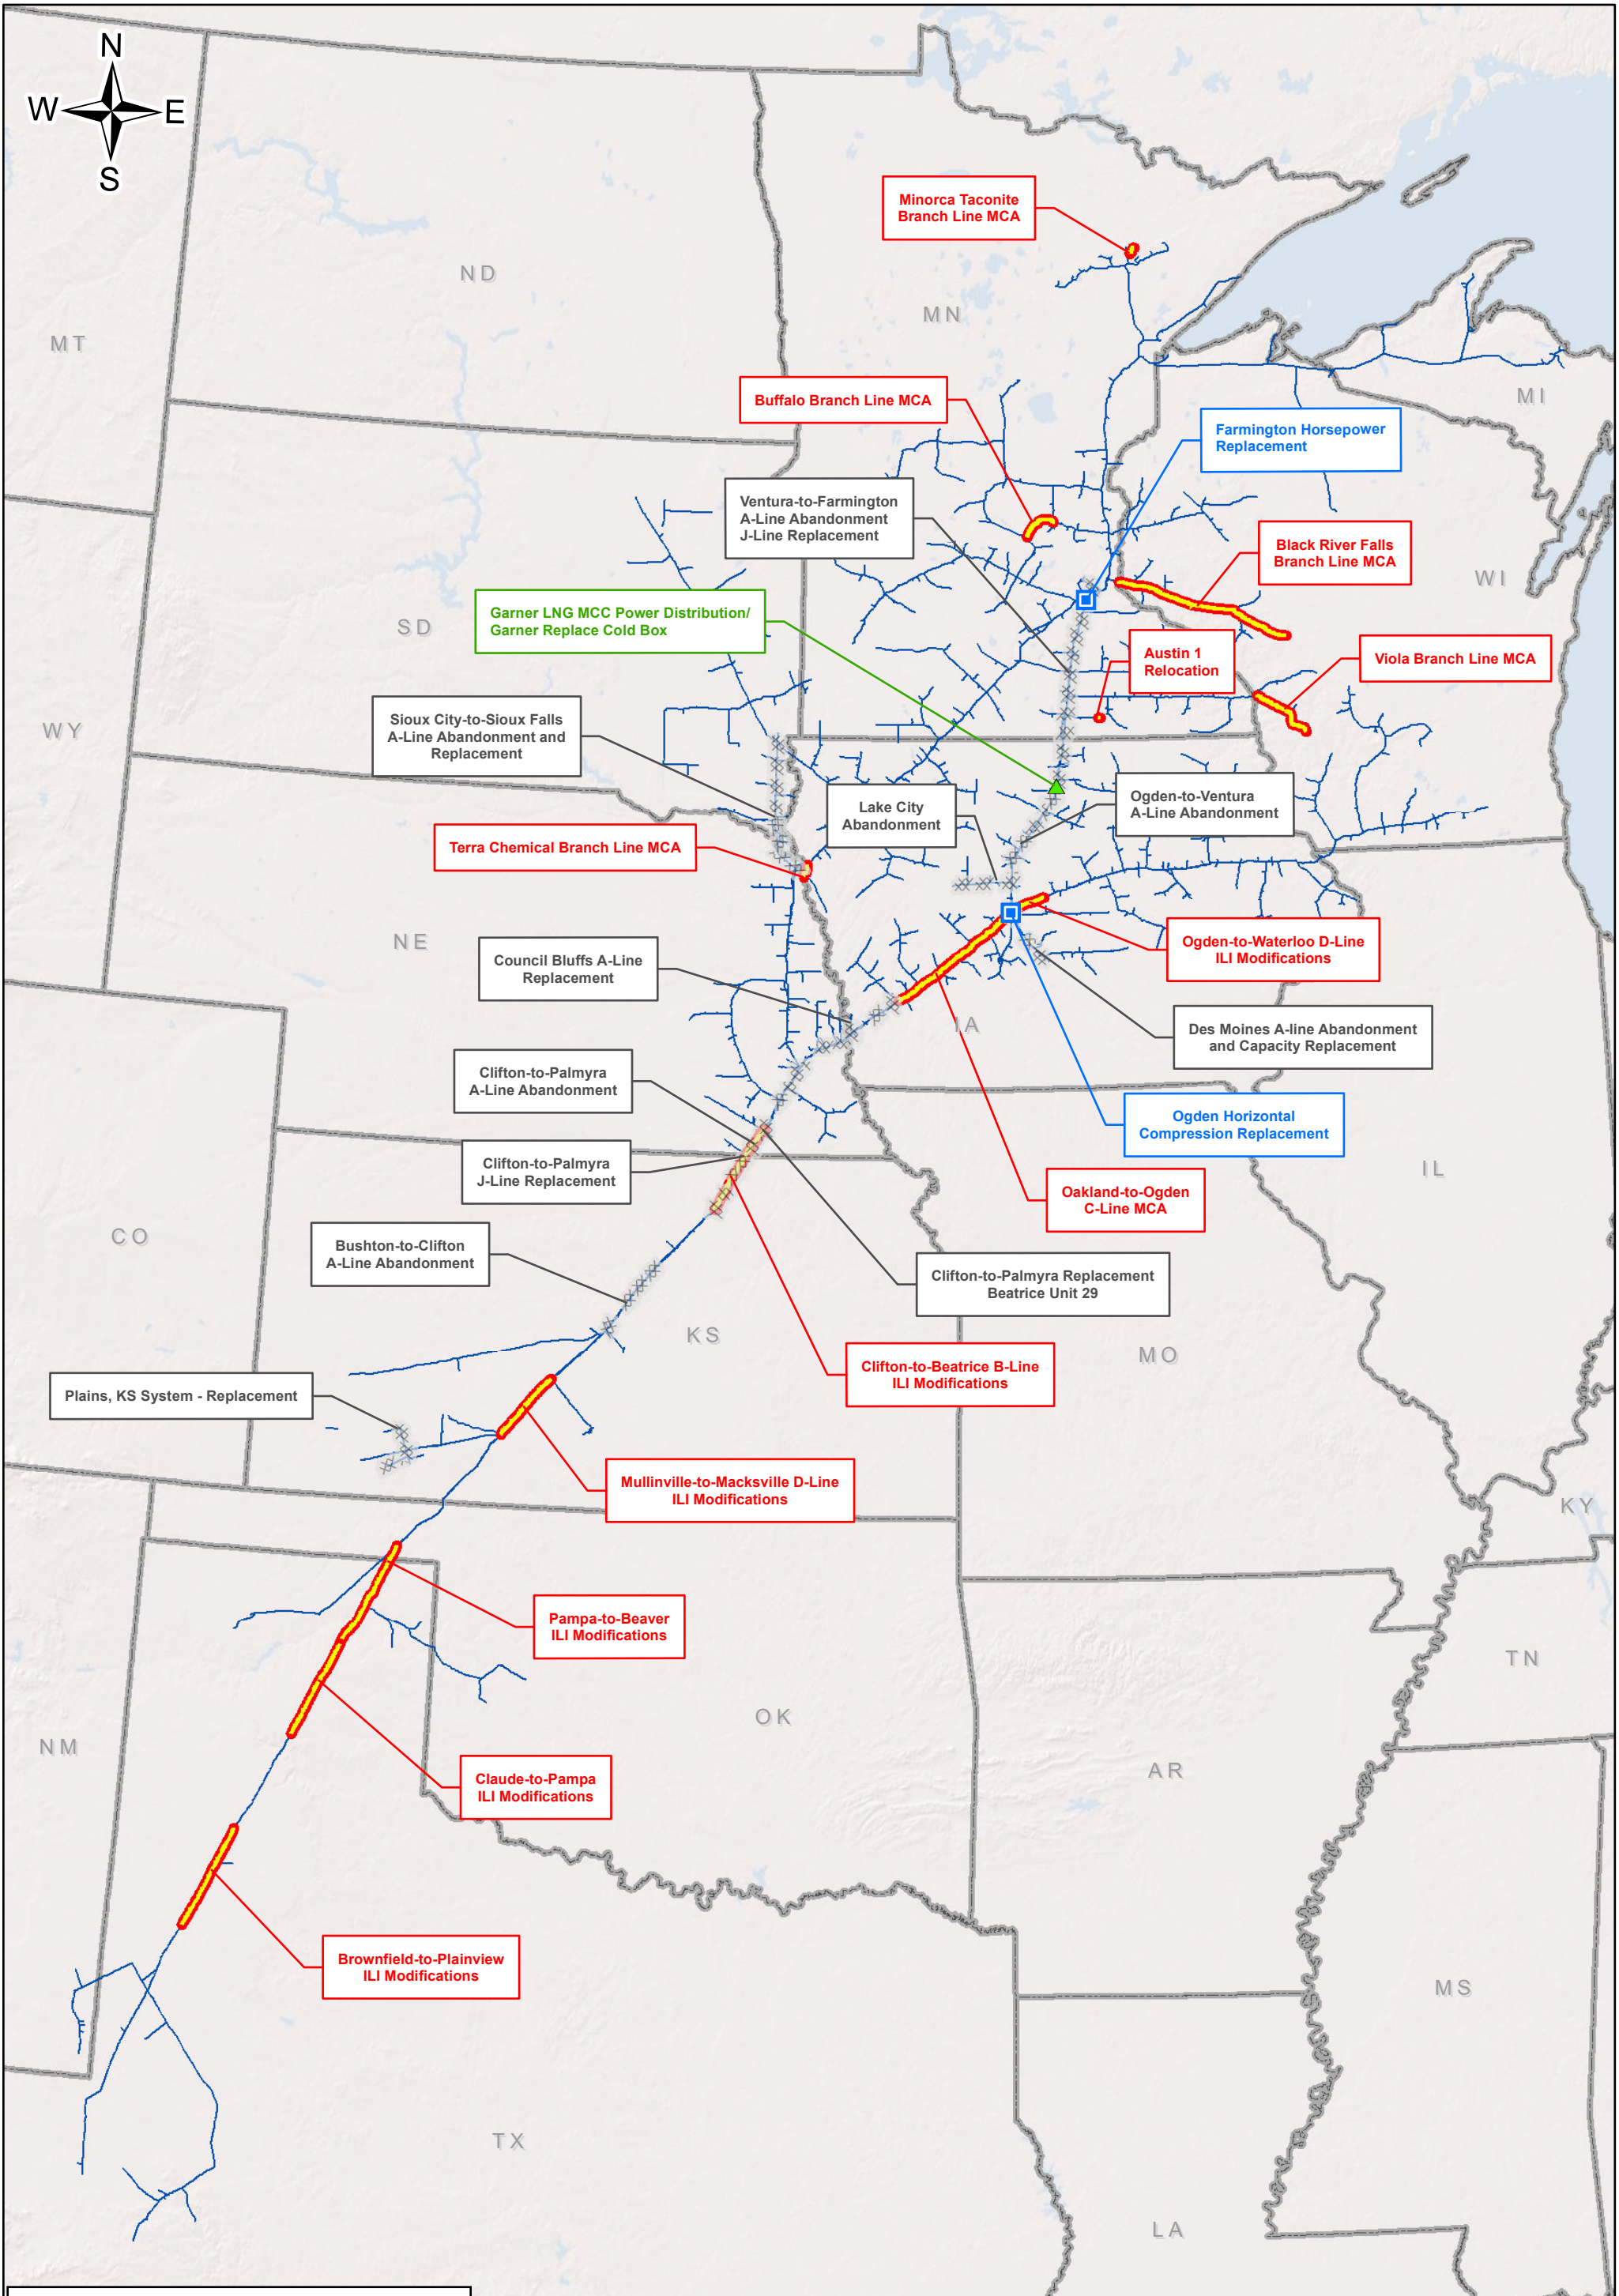 N
W E
S
Minorca Taconite
Branch Line MCA
ND
MN
MT
Buffalo Branch Line MCA
MI
Farmington Horsepower
Replacement
Ventura-to-Farmington
A-Line Abandonment
J-Line Replacement
Black River Falls
Branch Line MCA
WI
Garner LNG MCC Power Distribution/
Garner Replace Cold Box
SD
Austin 1
Relocation
Viola Branch Line MCA
WY
Sioux City-to-Sioux Falls
A-Line Abandonment and
Replacement
Lake City
Abandonment
Ogden-to-Ventura
A-Line Abandonment
Terra Chemical Branch Line MCA
NE
Ogden-to-Waterloo D-Line
ILI Modifications
Council Bluffs A-Line
Replacement
IA
Des Moines A-line Abandonment
and Capacity Replacement
Clifton-to-Palmyra
A-Line Abandonment
Ogden Horizontal
Compression Replacement
Clifton-to-Palmyra
J-Line Replacement
IL
Oakland-to-Ogden
C-Line MCA
CO
Bushton-to-Clifton
A-Line Abandonment
Clifton-to-Palmyra Replacement
Beatrice Unit 29
KS
MO
Clifton-to-Beatrice B-Line
ILI Modifications
Plains, KS System - Replacement
Mullinville-to-Macksville D-Line
ILI Modifications
KY
Pampa-to-Beaver
ILI Modifications
TN
OK
NM
AR
Claude-to-Pampa
ILI Modifications
Brownfield-to-Plainview
ILI Modifications
MS
TX
LA